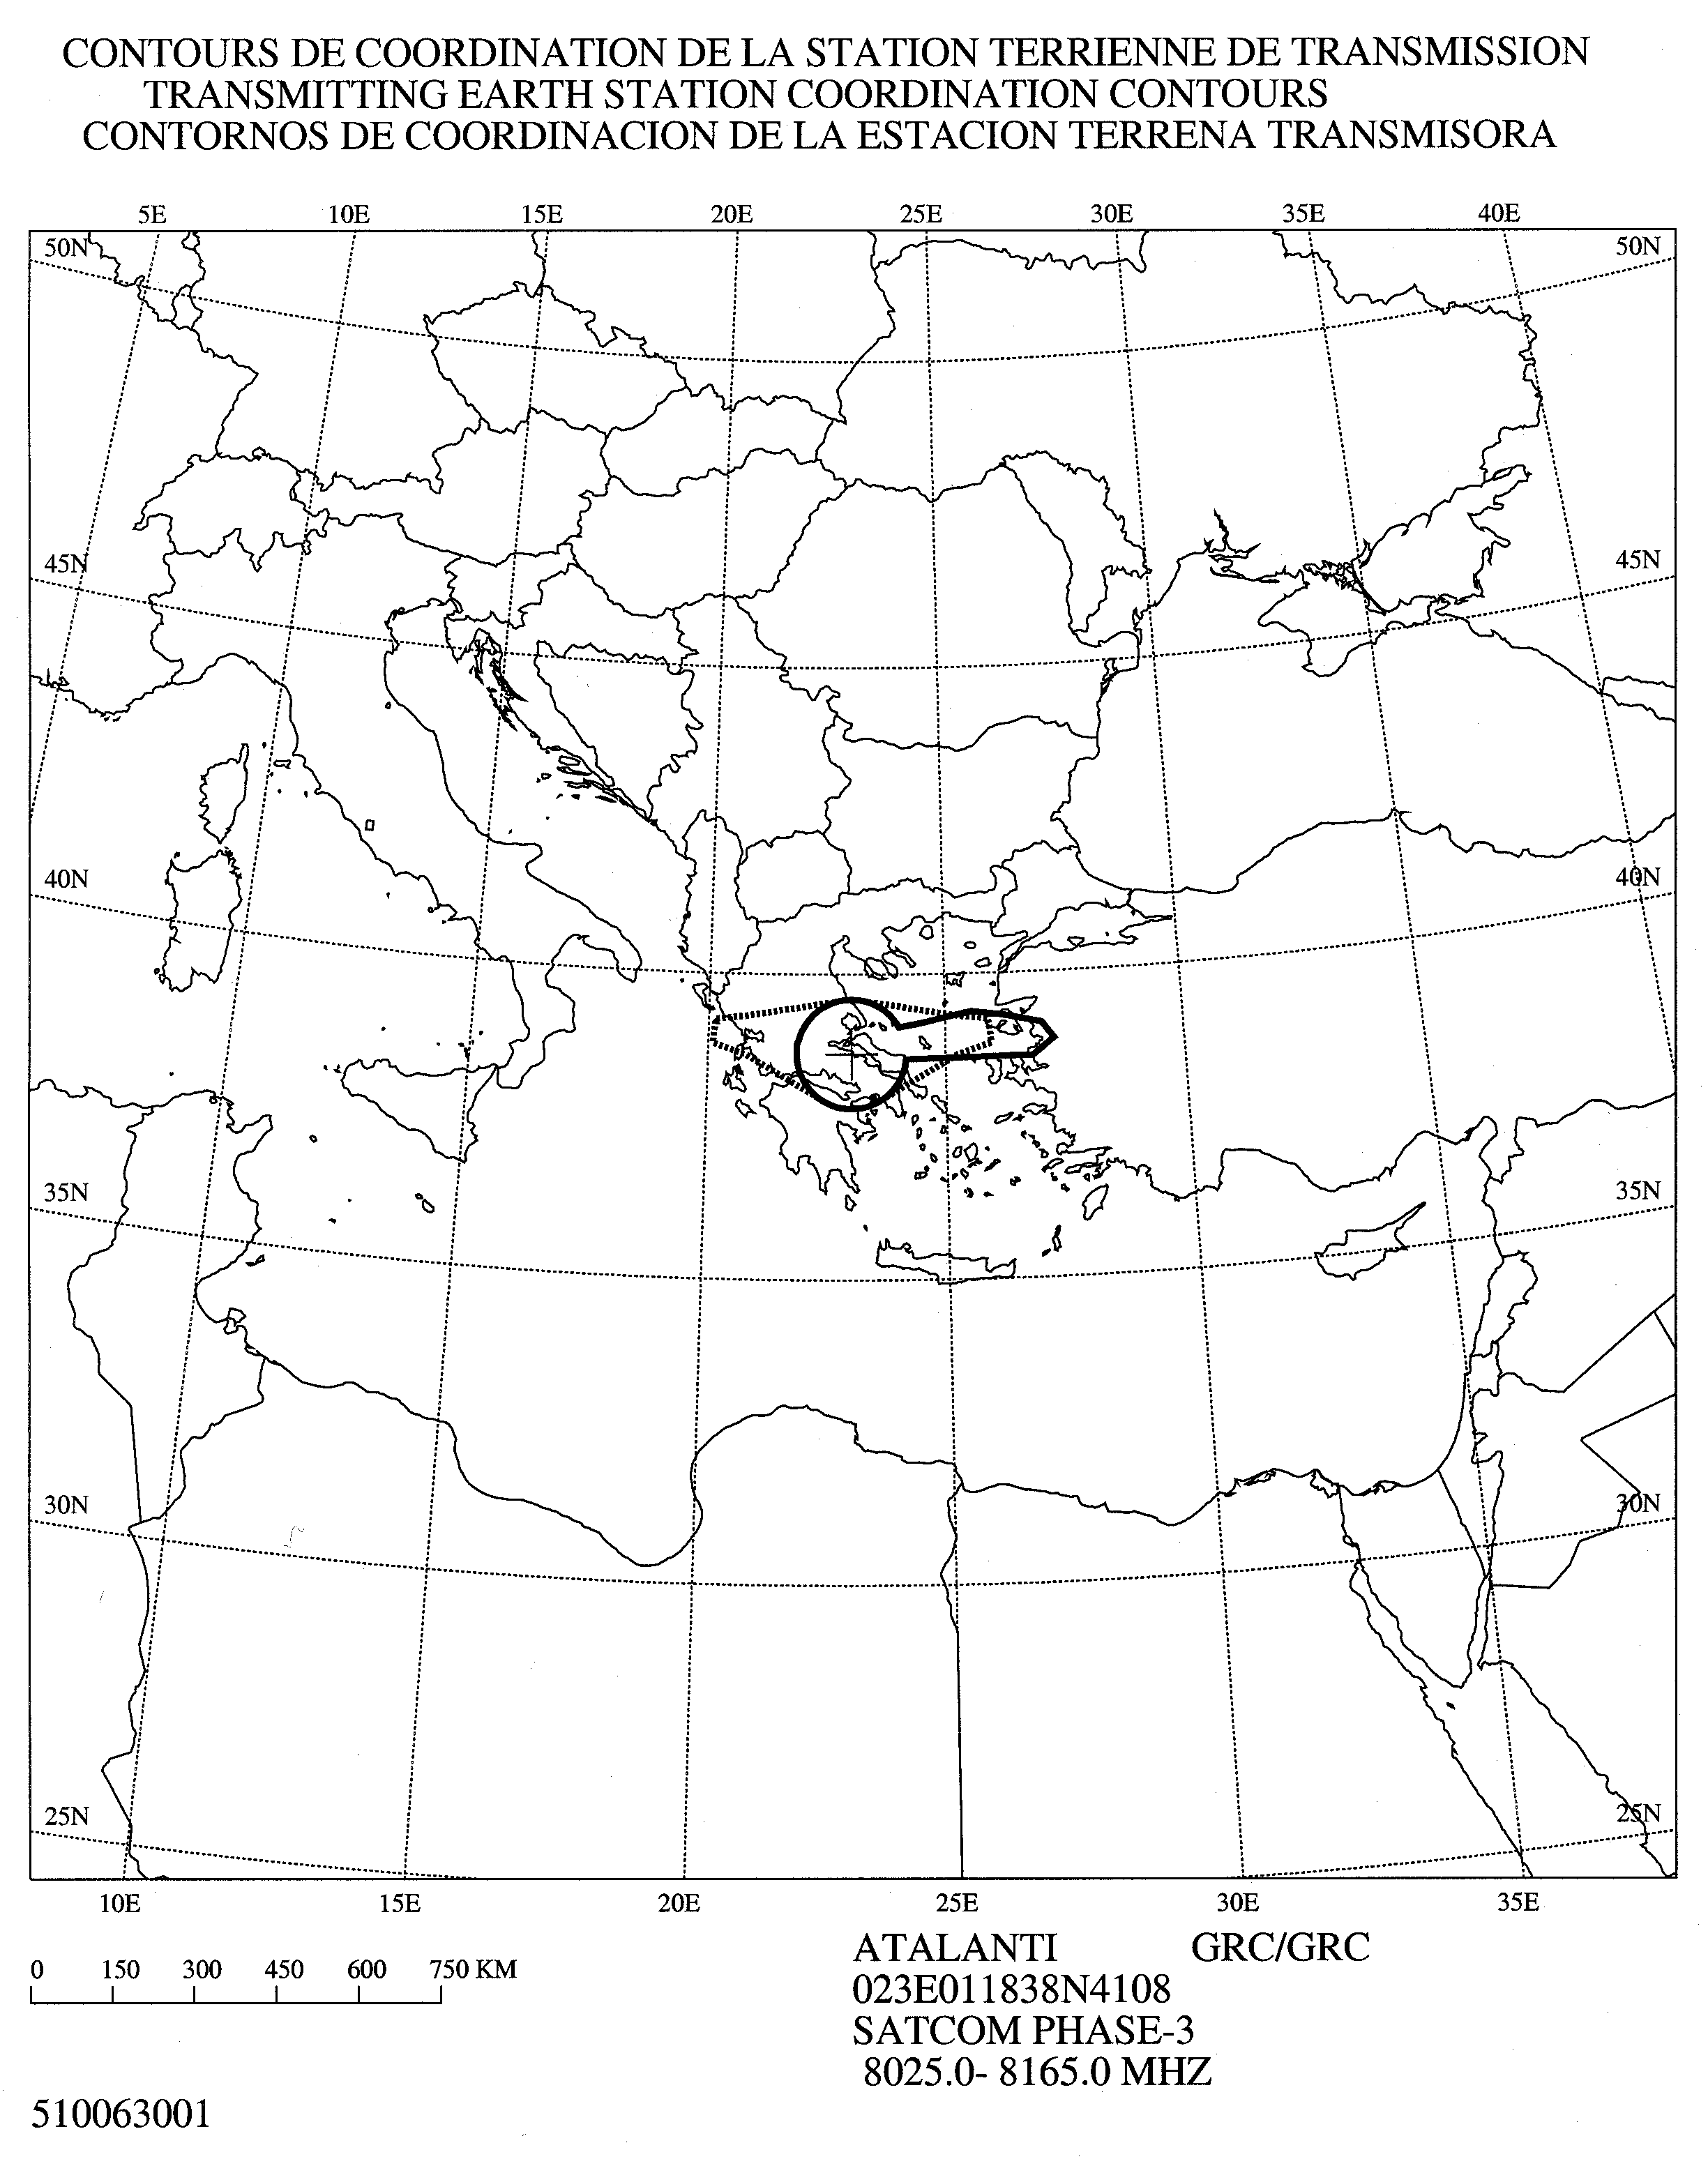 CONTOURS DE COORDINATION DE LA STATION TERRIENNE DE TRANSMISSION
TRANSMITTING EARTH STATION COORDINATION CONTOURS
CONTORNOS DE COORDINACION DE LA ESTACION TERRENA TRANSMISORA
5E 10E 15E 20E 25E 30E 35E 40E
50N 50N
45N 45N
40N 40N
35N 35N
30N 30N
25N 25N
10E 15E 20E 25E 30E 35E
0 150 300 450 600 750 KM
ATALANTI GRC/GRC
023E011838N4108
SATCOM PHASE-3
8025.0- 8165.0 MHZ
510063001